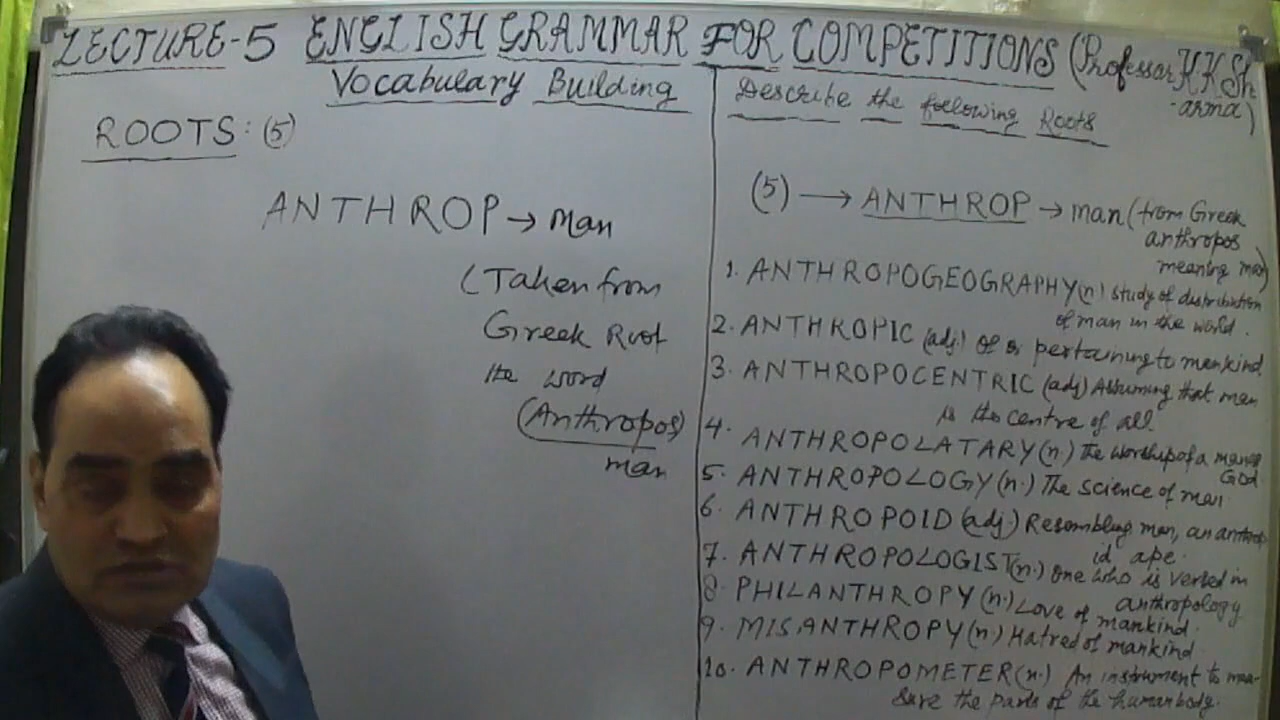 LECTURE-5 ENGLISH GRAMMAR FOR COMPETITIONS (Professor KKSh
-arma)
Vocabulary Building
ROOTS: (5)
ANTHROP → man
(Taken from
Greek Root
the word
(Anthropos)
man
Describe the following Roots
(5) → ANTHROP → man (from Greek
anthropos
meaning man)
1. ANTHROPOGEOGRAPHY(n) study of distribution
of man in the world.
2. ANTHROPIC (adj.) Of or pertaining to mankind
3. ANTHROPOCENTRIC (adj) Assuming that man
is the centre of all.
4. ANTHROPOLATARY (n.) The worship of a man as
God
5. ANTHROPOLOGY (n.) The science of man
6. ANTHROPOID (adj.) Resembling man, an anthropo
id ape.
7. ANTHROPOLOGIST (n.) one who is versed in
anthropology
8. PHILANTHROPY (n.) Love of mankind.
9. MISANTHROPY (n) Hatred of mankind
10. ANTHROPOMETER (n.) An instrument to mea-
sure the parts of the human body.